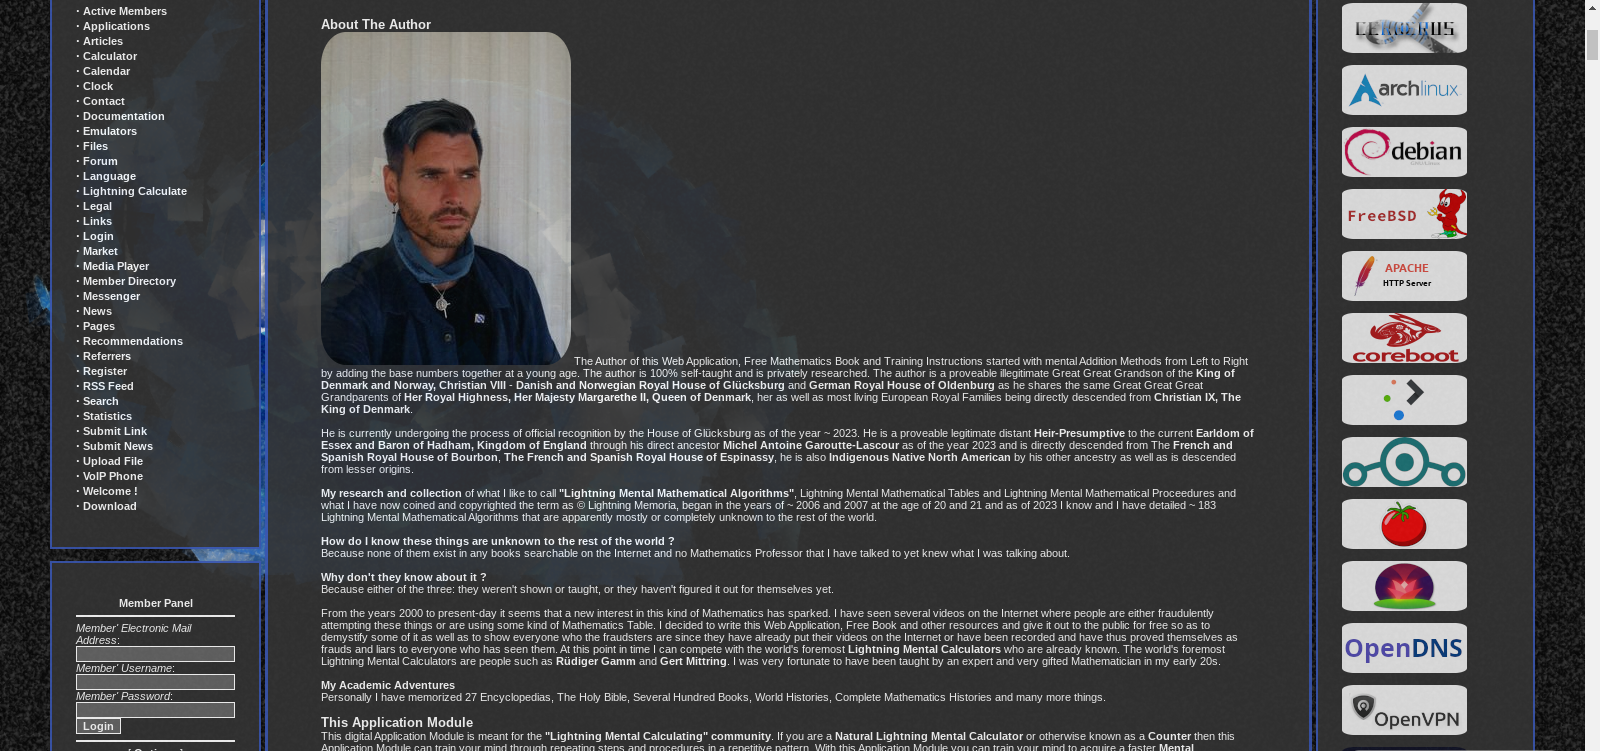 · Active Members
· Applications
· Articles
· Calculator
· Calendar
· Clock
· Contact
· Documentation
· Emulators
· Files
· Forum
· Language
· Lightning Calculate
· Legal
· Links
· Login
· Market
· Media Player
· Member Directory
· Messenger
· News
· Pages
· Recommendations
· Referrers
· Register
· RSS Feed
· Search
· Statistics
· Submit Link
· Submit News
· Upload File
· VoIP Phone
· Welcome !
· Download
Member Panel
Member' Electronic Mail
Address:
Member' Username:
Member' Password:
Login
About The Author
The Author of this Web Application, Free Mathematics Book and Training Instructions started with mental Addition Methods from Left to Right
by adding the base numbers together at a young age. The author is 100% self-taught and is privately researched. The author is a proveable illegitimate Great Great Grandson of the King of
Denmark and Norway, Christian VIII - Danish and Norwegian Royal House of Glücksburg and German Royal House of Oldenburg as he shares the same Great Great Great
Grandparents of Her Royal Highness, Her Majesty Margarethe II, Queen of Denmark, her as well as most living European Royal Families being directly descended from Christian IX, The
King of Denmark.
He is currently undergoing the process of official recognition by the House of Glücksburg as of the year ~ 2023. He is a proveable legitimate distant Heir-Presumptive to the current Earldom of
Essex and Baron of Hadham, Kingdom of England through his direct ancestor Michel Antoine Garoutte-Lascour as of the year 2023 and is directly descended from The French and
Spanish Royal House of Bourbon, The French and Spanish Royal House of Espinassy, he is also Indigenous Native North American by his other ancestry as well as is descended
from lesser origins.
My research and collection of what I like to call "Lightning Mental Mathematical Algorithms", Lightning Mental Mathematical Tables and Lightning Mental Mathematical Proceedures and
what I have now coined and copyrighted the term as © Lightning Memoria, began in the years of ~ 2006 and 2007 at the age of 20 and 21 and as of 2023 I know and I have detailed ~ 183
Lightning Mental Mathematical Algorithms that are apparently mostly or completely unknown to the rest of the world.
How do I know these things are unknown to the rest of the world ?
Because none of them exist in any books searchable on the Internet and no Mathematics Professor that I have talked to yet knew what I was talking about.
Why don't they know about it ?
Because either of the three: they weren't shown or taught, or they haven't figured it out for themselves yet.
From the years 2000 to present-day it seems that a new interest in this kind of Mathematics has sparked. I have seen several videos on the Internet where people are either fraudulently
attempting these things or are using some kind of Mathematics Table. I decided to write this Web Application, Free Book and other resources and give it out to the public for free so as to
demystify some of it as well as to show everyone who the fraudsters are since they have already put their videos on the Internet or have been recorded and have thus proved themselves as
frauds and liars to everyone who has seen them. At this point in time I can compete with the world's foremost Lightning Mental Calculators who are already known. The world's foremost
Lightning Mental Calculators are people such as Rüdiger Gamm and Gert Mittring. I was very fortunate to have been taught by an expert and very gifted Mathematician in my early 20s.
My Academic Adventures
Personally I have memorized 27 Encyclopedias, The Holy Bible, Several Hundred Books, World Histories, Complete Mathematics Histories and many more things.
This Application Module
This digital Application Module is meant for the "Lightning Mental Calculating" community. If you are a Natural Lightning Mental Calculator or otherwise known as a Counter then this
Application Module can train your mind through repeating steps and procedures in a repetitive pattern. With this Application Module you can train your mind to acquire a faster Mental
CERBERUS
archlinux
debian
FreeBSD
APACHE
HTTP Server
coreboot
OpenDNS
OpenVPN